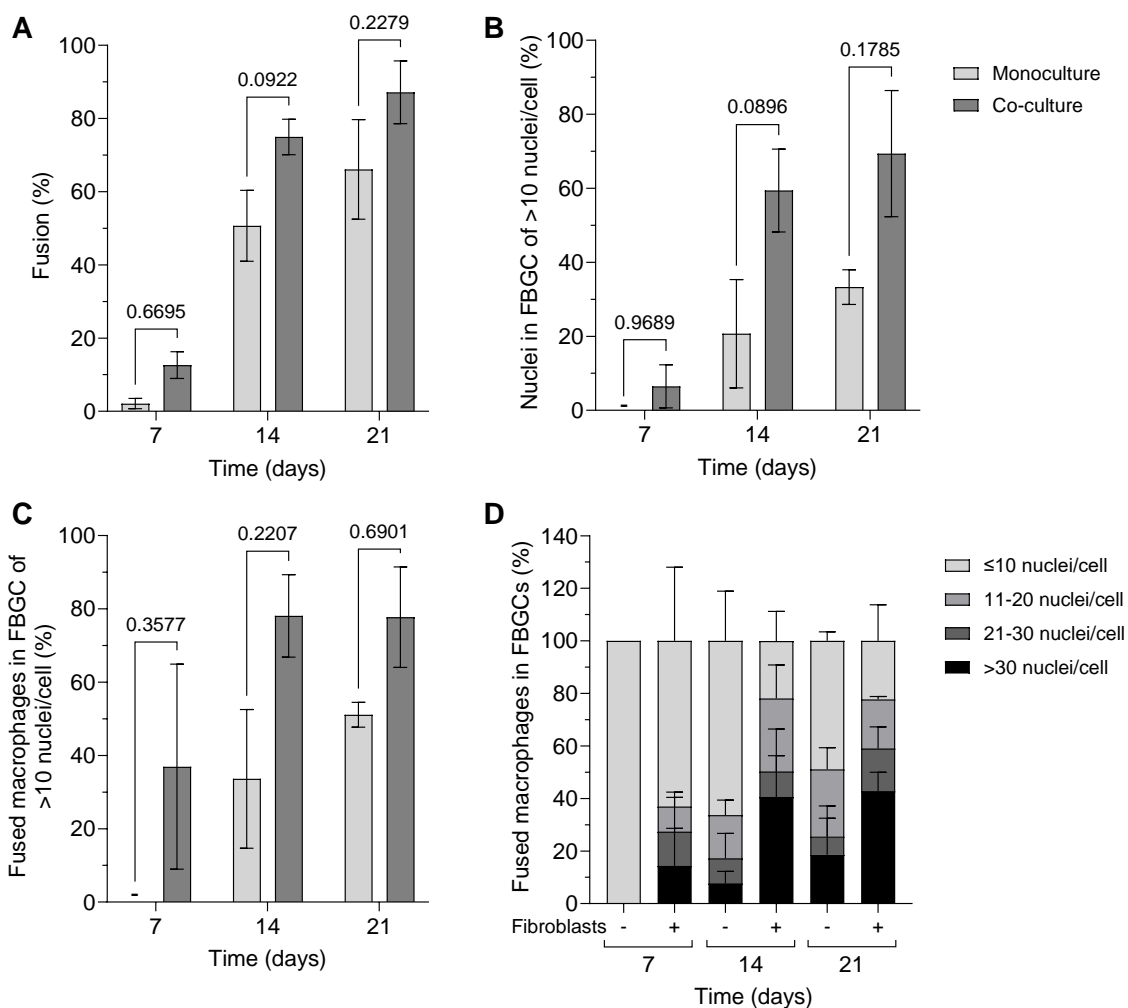 A
Fusion (%)
100
80
60
40
20
0
0.6695
0.0922
0.2279
7 14 21
Time (days)
B
Nuclei in FBGC of >10 nuclei/cell (%)
100
80
60
40
20
0
0.9689
0.0896
0.1785
7 14 21
Time (days)
Monoculture
Co-culture
C
Fused macrophages in FBGC of
>10 nuclei/cell (%)
100
80
60
40
20
0
0.3577
0.2207
0.6901
7 14 21
Time (days)
D
Fused macrophages in FBGCs (%)
140
120
100
80
60
40
20
0
Fibroblasts - + - + - +
7 14 21
Time (days)
≤10 nuclei/cell
11-20 nuclei/cell
21-30 nuclei/cell
>30 nuclei/cell